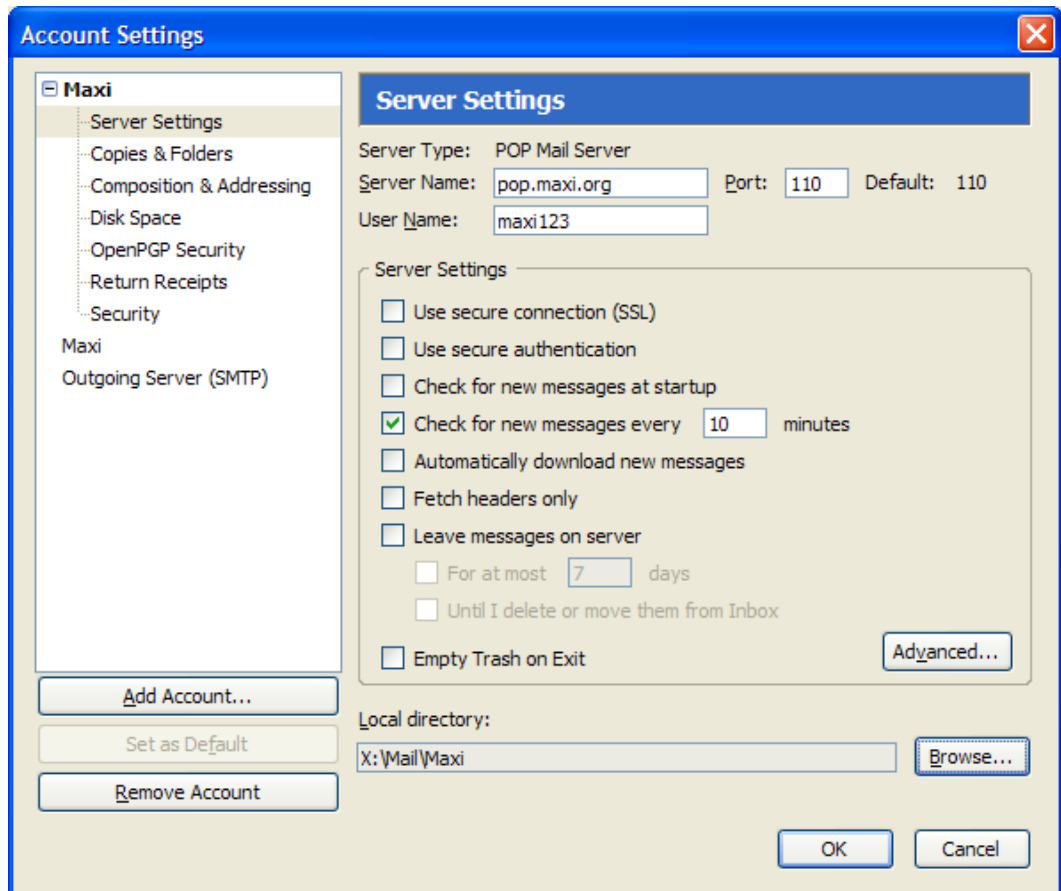 Account Settings
Maxi
Server Settings
Copies & Folders
Composition & Addressing
Disk Space
OpenPGP Security
Return Receipts
Security
Maxi
Outgoing Server (SMTP)
Add Account...
Set as Default
Remove Account
Server Settings
Server Type: POP Mail Server
Server Name: pop.maxi.org Port: 110 Default: 110
User Name: maxi123
Server Settings
Use secure connection (SSL)
Use secure authentication
Check for new messages at startup
Check for new messages every 10 minutes
Automatically download new messages
Fetch headers only
Leave messages on server
For at most 7 days
Until I delete or move them from Inbox
Empty Trash on Exit
Advanced...
Local directory:
X:\Mail\Maxi
Browse...
OK Cancel